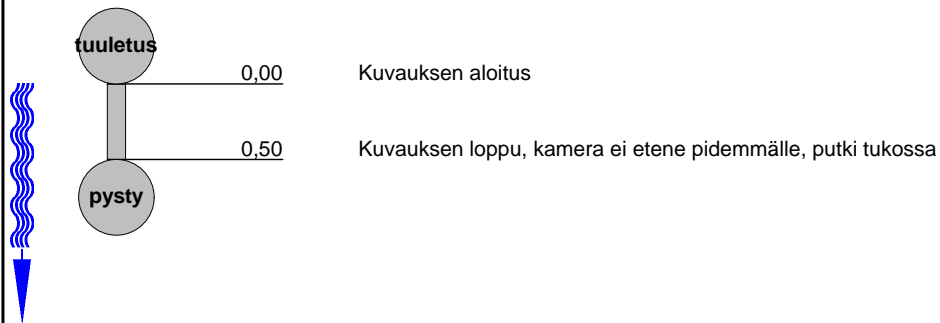 tuuletus
0,00 Kuvauksen aloitus
0,50 Kuvauksen loppu, kamera ei etene pidemmälle, putki tukossa
pysty